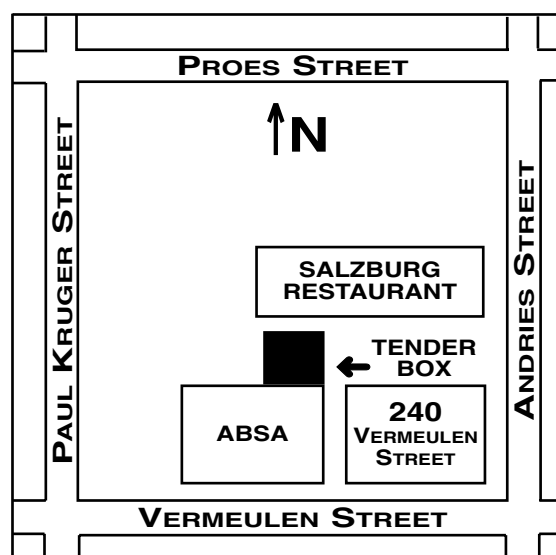 PROES STREET
N
PAUL KRUGER STREET
ANDRIES STREET
SALZBURG
RESTAURANT
TENDER
BOX
ABSA
240
VERMEULEN
STREET
VERMEULEN STREET